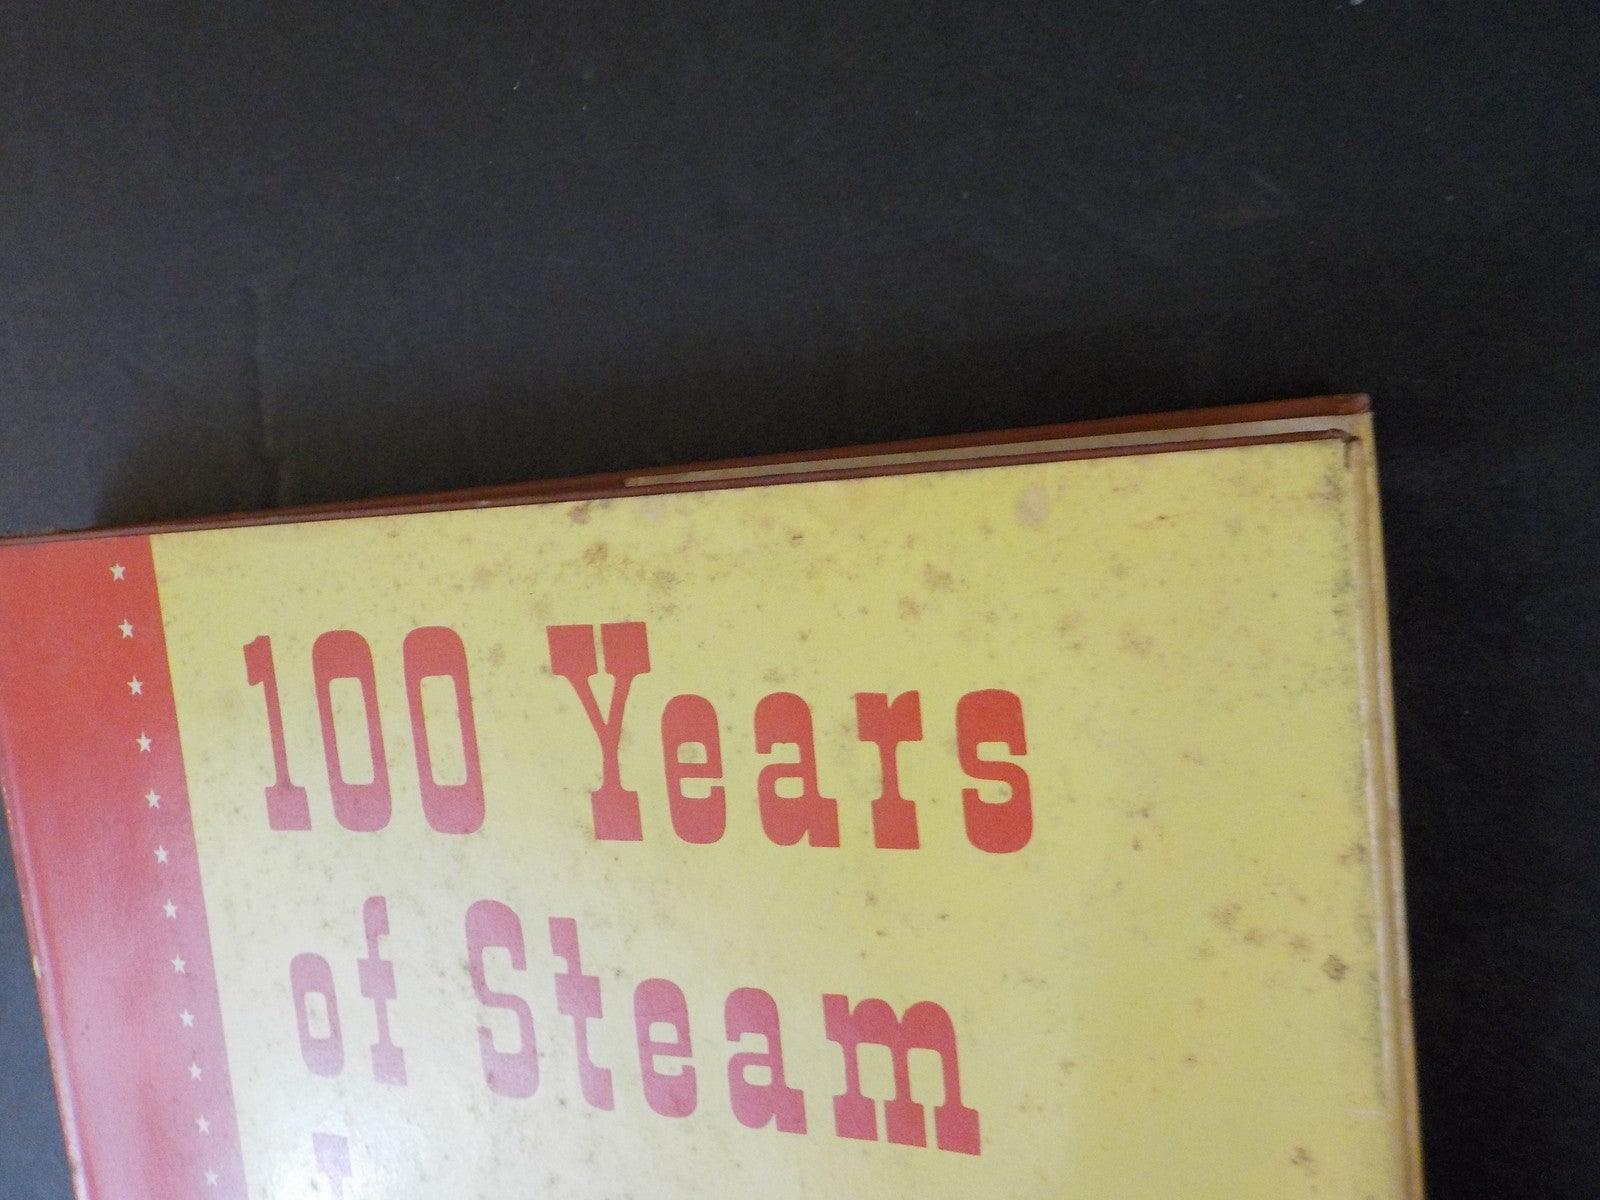 100 Years
of Steam